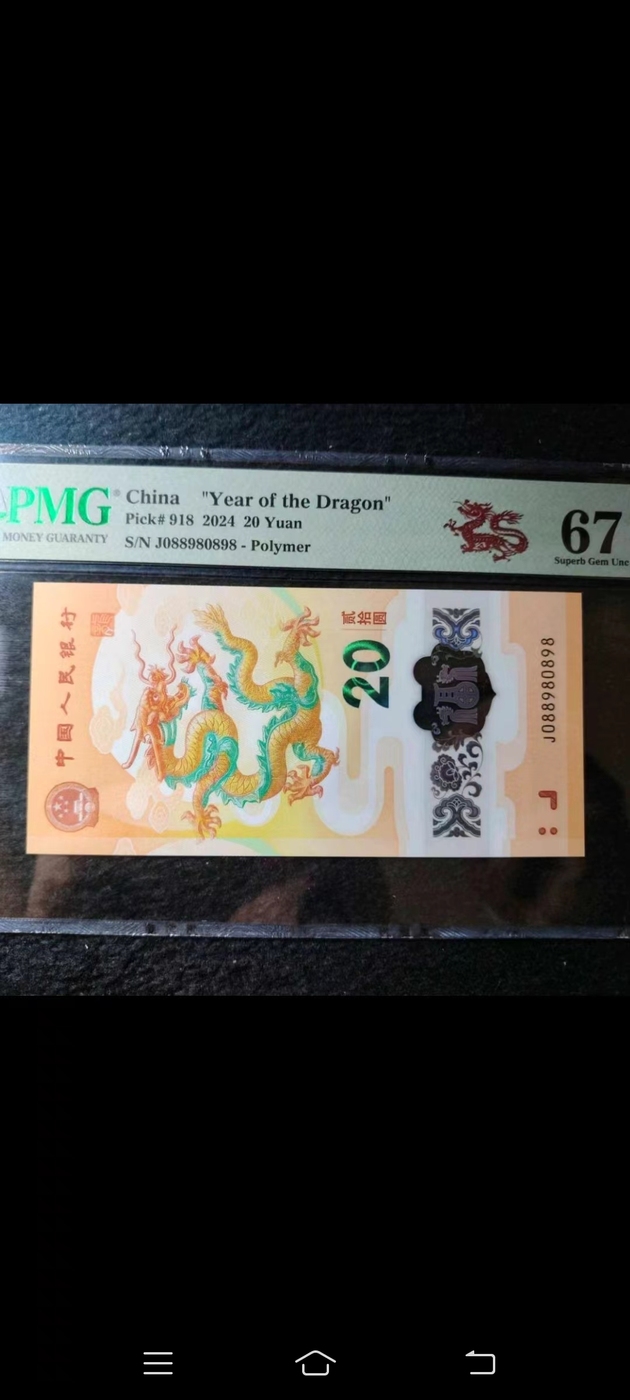 PMG®
MONEY GUARANTY
China "Year of the Dragon"
Pick# 918 2024 20 Yuan
S/N J088980898 - Polymer
67
Superb Gem Unc
中国人民银行
贰拾圆
20
J088980898